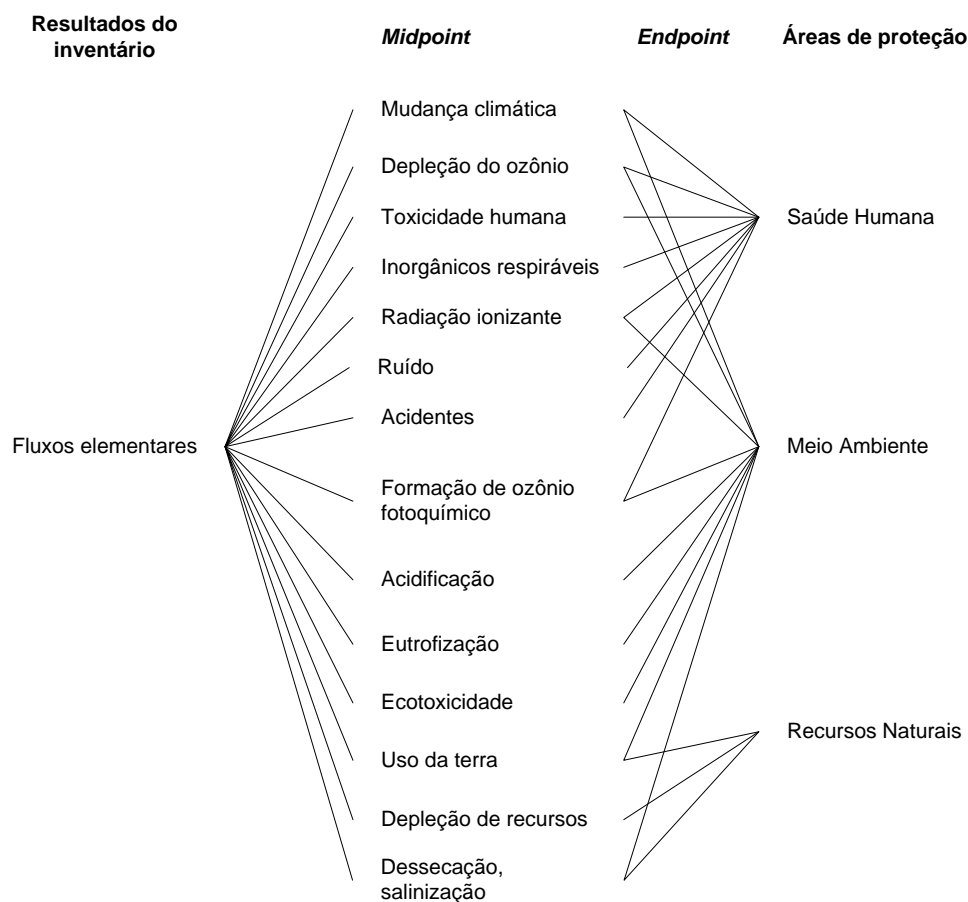 Resultados do
inventário
Midpoint
Endpoint
Áreas de proteção
Mudança climática
Depleção do ozônio
Toxicidade humana
Saúde Humana
Inorgânicos respiráveis
Radiação ionizante
Ruído
Acidentes
Fluxos elementares
Meio Ambiente
Formação de ozônio
fotoquímico
Acidificação
Eutrofização
Ecotoxicidade
Recursos Naturais
Uso da terra
Depleção de recursos
Dessecação,
salinização